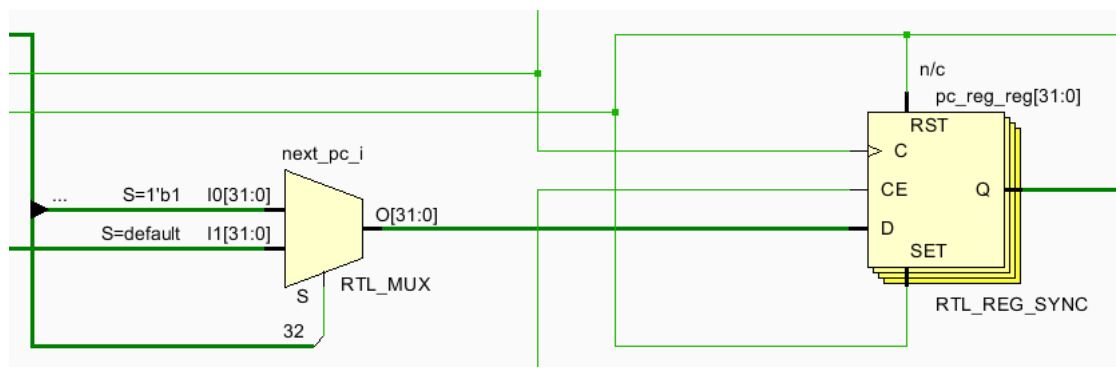 n/c
pc_reg_reg[31:0]
RST
C
CE
Q
D
SET
RTL_REG_SYNC
next_pc_i
... S=1'b1 I0[31:0]
S=default I1[31:0]
O[31:0]
S
RTL_MUX
32